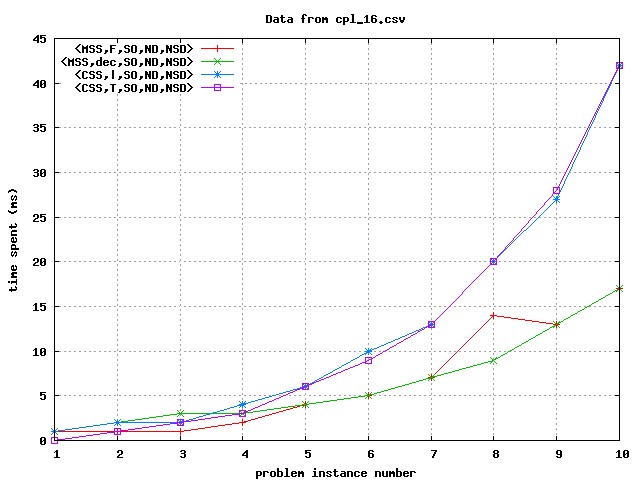 Data from cpl_16.csv
<MSS,F,SO,ND,NSD>
<MSS,dec,SO,ND,NSD>
<CSS,I,SO,ND,NSD>
<CSS,T,SO,ND,NSD>
45
40
35
30
25
20
15
10
5
0
time spent (ms)
1 2 3 4 5 6 7 8 9 10
problem instance number